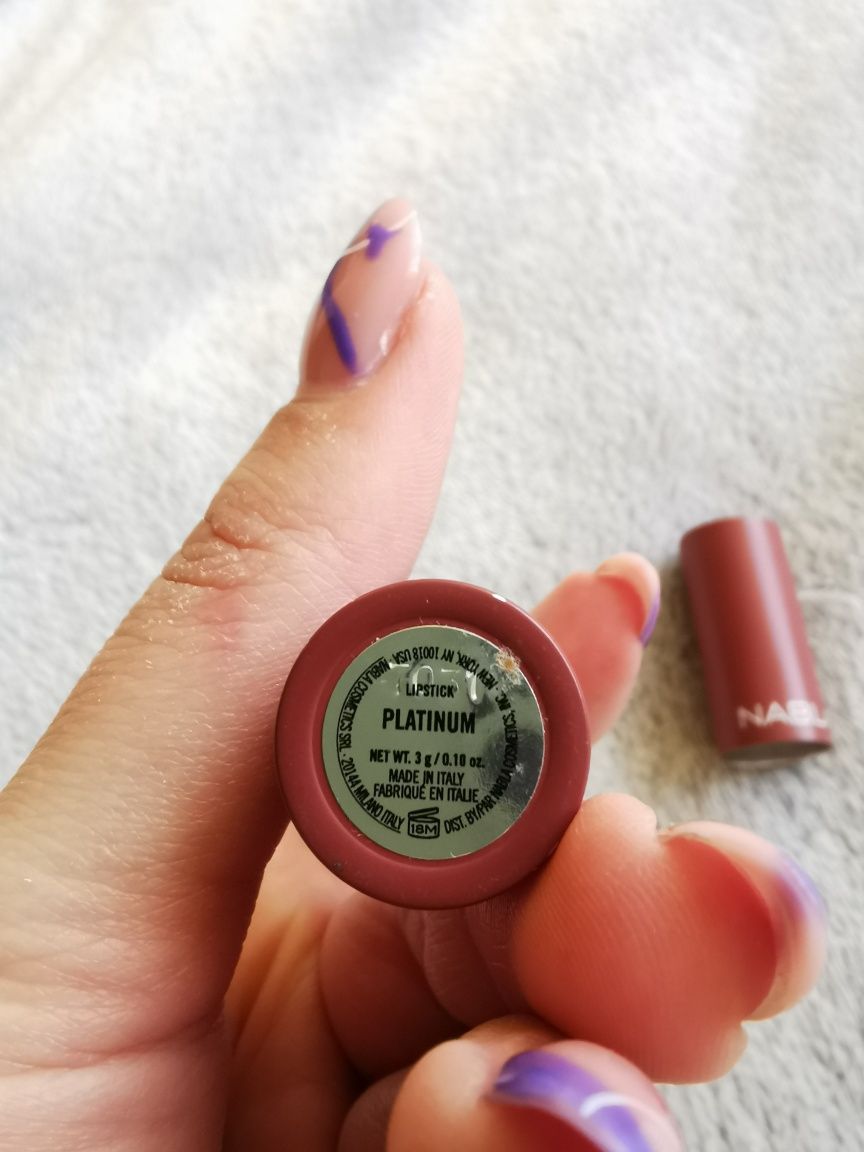 LIPSTICK
PLATINUM
NET WT. 3 g / 0.10 oz.
MADE IN ITALY
FABRIQUÉ EN ITALIE
18M
DIST. BY/PAR NABLA COSMETICS, INC. - NEW YORK, NY 10018 USA - NABLA COSMETICS SRL - 20144 MILANO ITALY
NABL